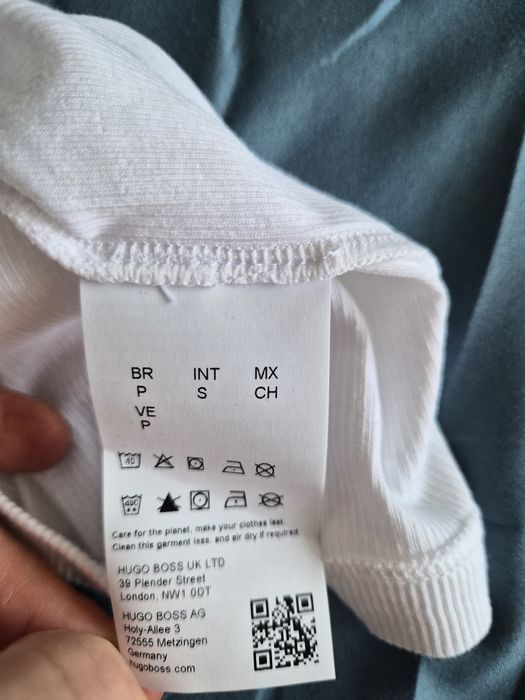 BR INT MX
P S CH
VE
P
40
40C
Care for the planet, make your clothes last.
Clean this garment less, and air dry if required.
HUGO BOSS UK LTD
39 Plender Street
London, NW1 0DT
HUGO BOSS AG
Holy-Allee 3
72555 Metzingen
Germany
hugoboss.com